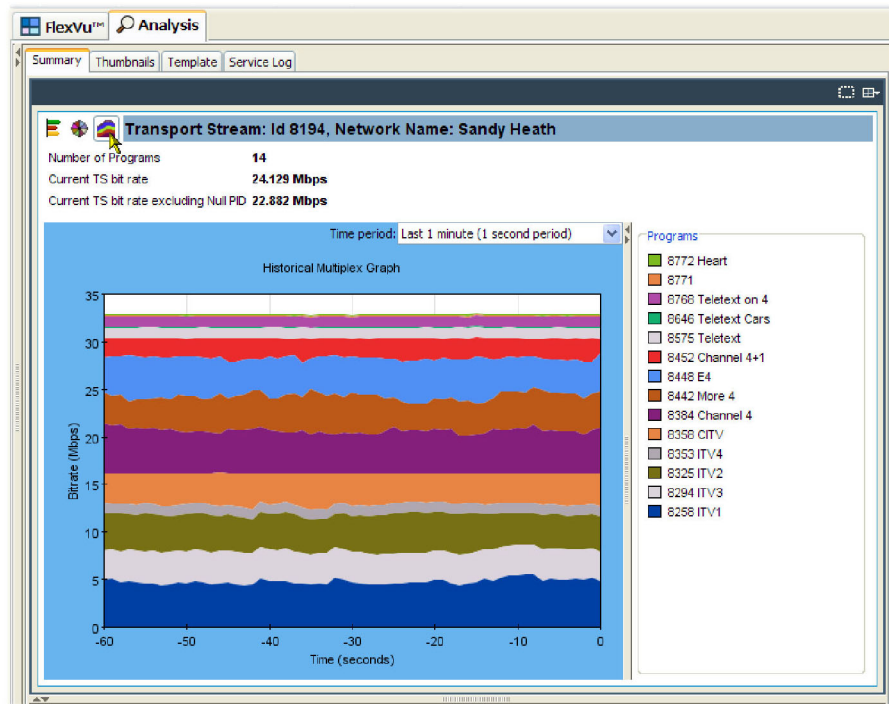 FlexVu™ Analysis
Summary Thumbnails Template Service Log
Transport Stream: Id 8194, Network Name: Sandy Heath
Number of Programs 14
Current TS bit rate 24.129 Mbps
Current TS bit rate excluding Null PID 22.882 Mbps
Time period: Last 1 minute (1 second period)
Historical Multiplex Graph
35
30
25
20
15
10
5
0
Bitrate (Mbps)
-60 -50 -40 -30 -20 -10 0
Time (seconds)
Programs
8772 Heart
8771
8768 Teletext on 4
8646 Teletext Cars
8575 Teletext
8452 Channel 4+1
8448 E4
8442 More 4
8384 Channel 4
8358 CITV
8353 ITV4
8325 ITV2
8294 ITV3
8258 ITV1